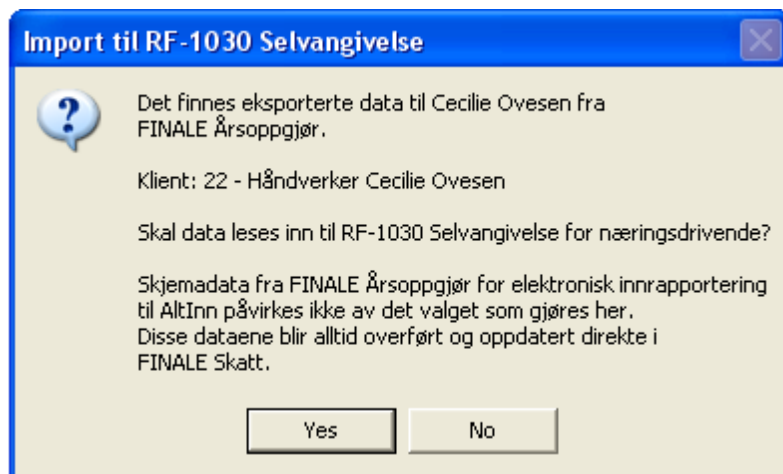 Import til RF-1030 Selvangivelse
Det finnes eksporterte data til Cecilie Ovesen fra
FINALE Årsoppgjør.
Klient: 22 - Håndverker Cecilie Ovesen
Skal data leses inn til RF-1030 Selvangivelse for næringsdrivende?
Skjemadata fra FINALE Årsoppgjør for elektronisk innrapportering
til AltInn påvirkes ikke av det valget som gjøres her.
Disse dataene blir alltid overført og oppdatert direkte i
FINALE Skatt.
Yes
No